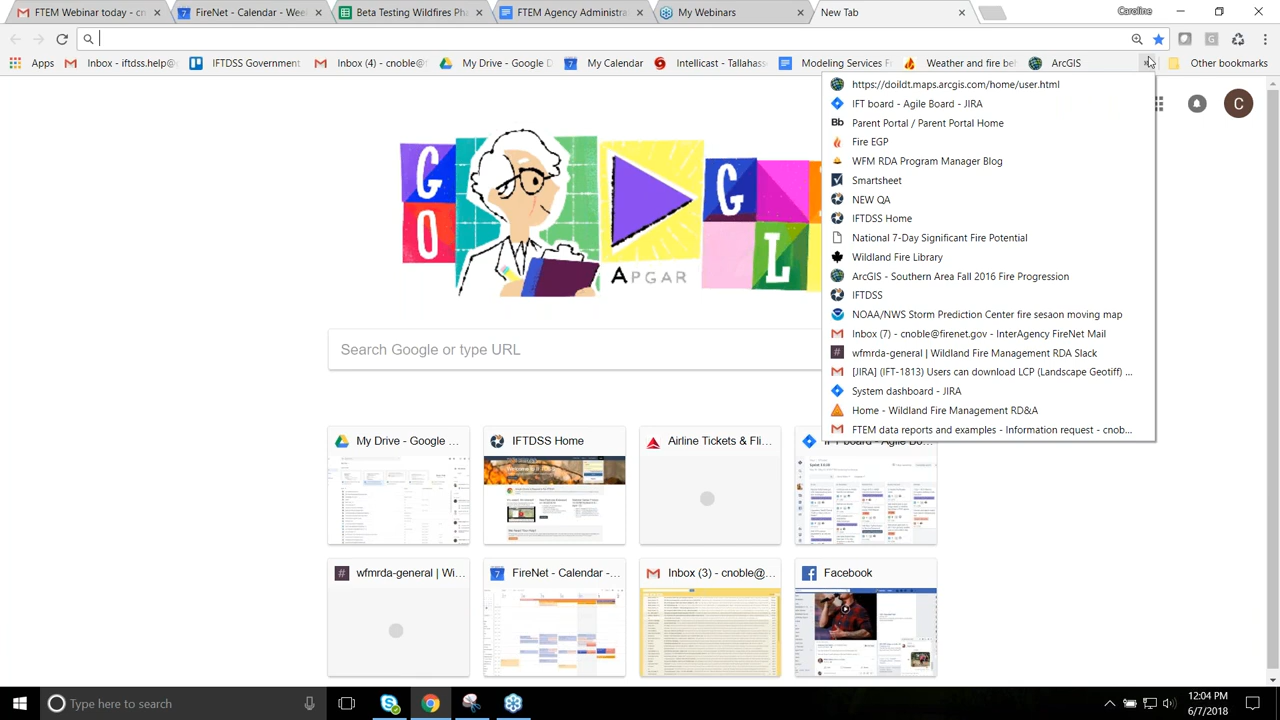 FTEM Webinar today - cn
FireNet - Calendar - Wee
Beta Testing Wildfires Pha
FTEM Agency Administra
My Webinars
New Tab
Caroline
Apps
Inbox - iftdss.help@
IFTDSS Government
Inbox (4) - cnoble@f
My Drive - Google D
My Calendar
Intellicast - Tallahass
Modeling Services F
Weather and fire beh
ArcGIS
Other Bookmarks
https://doildt.maps.arcgis.com/home/user.html
IFT board - Agile Board - JIRA
Parent Portal / Parent Portal Home
Fire EGP
WFM RDA Program Manager Blog
Smartsheet
NEW QA
IFTDSS Home
National 7-Day Significant Fire Potential
Wildland Fire Library
ArcGIS - Southern Area Fall 2016 Fire Progression
IFTDSS
NOAA/NWS Storm Prediction Center fire sesaon moving map
Inbox (7) - cnoble@firenet.gov - InterAgency FireNet Mail
wfmrda-general | Wildland Fire Management RDA Slack
[JIRA] (IFT-1813) Users can download LCP (Landscape Geotiff) ...
System dashboard - JIRA
Home - Wildland Fire Management RD&A
FTEM data reports and examples - Information request - cnob...
C
G O G L
APGAR
Search Google or type URL
My Drive - Google ...
IFTDSS Home
Airline Tickets & Fli...
IFT board - Agile Bo...
wfmrda-general | Wi...
FireNet - Calendar -...
Inbox (3) - cnoble@...
Facebook
Type here to search
12:04 PM
6/7/2018